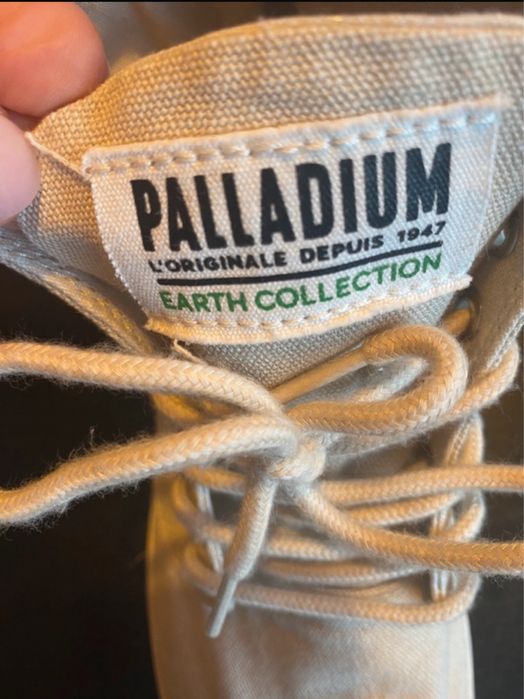 PALLADIUM
L'ORIGINALE DEPUIS 1947
EARTH COLLECTION